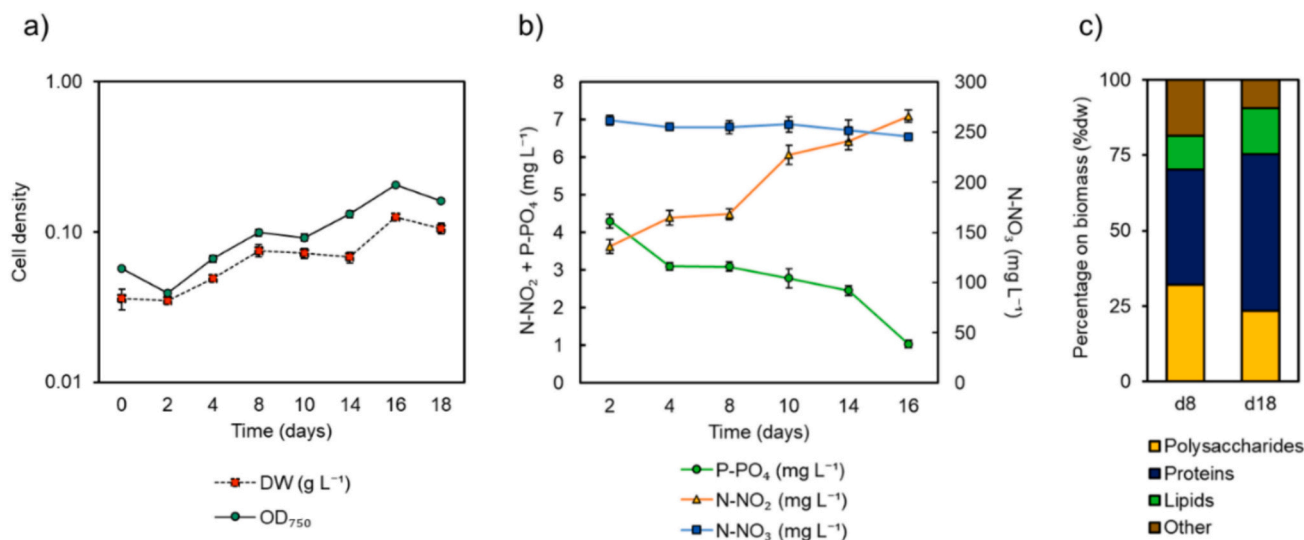 a)
1.00
0.10
0.01
Cell density
0 2 4 8 10 14 16 18
Time (days)
DW (g L⁻¹)
OD₇₅₀
b)
8
7
6
5
4
3
2
1
0
N-NO₂ + P-PO₄ (mg L⁻¹)
300
250
200
150
100
50
0
N-NO₃ (mg L⁻¹)
2 4 8 10 14 16
Time (days)
P-PO₄ (mg L⁻¹)
N-NO₂ (mg L⁻¹)
N-NO₃ (mg L⁻¹)
c)
100
75
50
25
0
Percentage on biomass (%dw)
d8 d18
Polysaccharides
Proteins
Lipids
Other